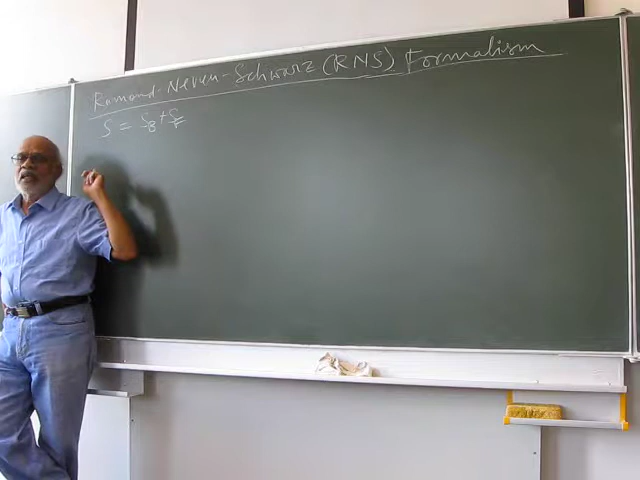 Ramond-Neveu-Schwarz (RNS) Formalism
S = S_B + S_F